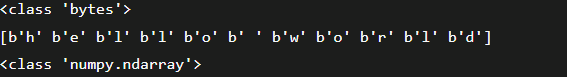 <class 'bytes'>
[b'h' b'e' b'l' b'l' b'o' b' ' b'w' b'o' b'r' b'l' b'd']
<class 'numpy.ndarray'>